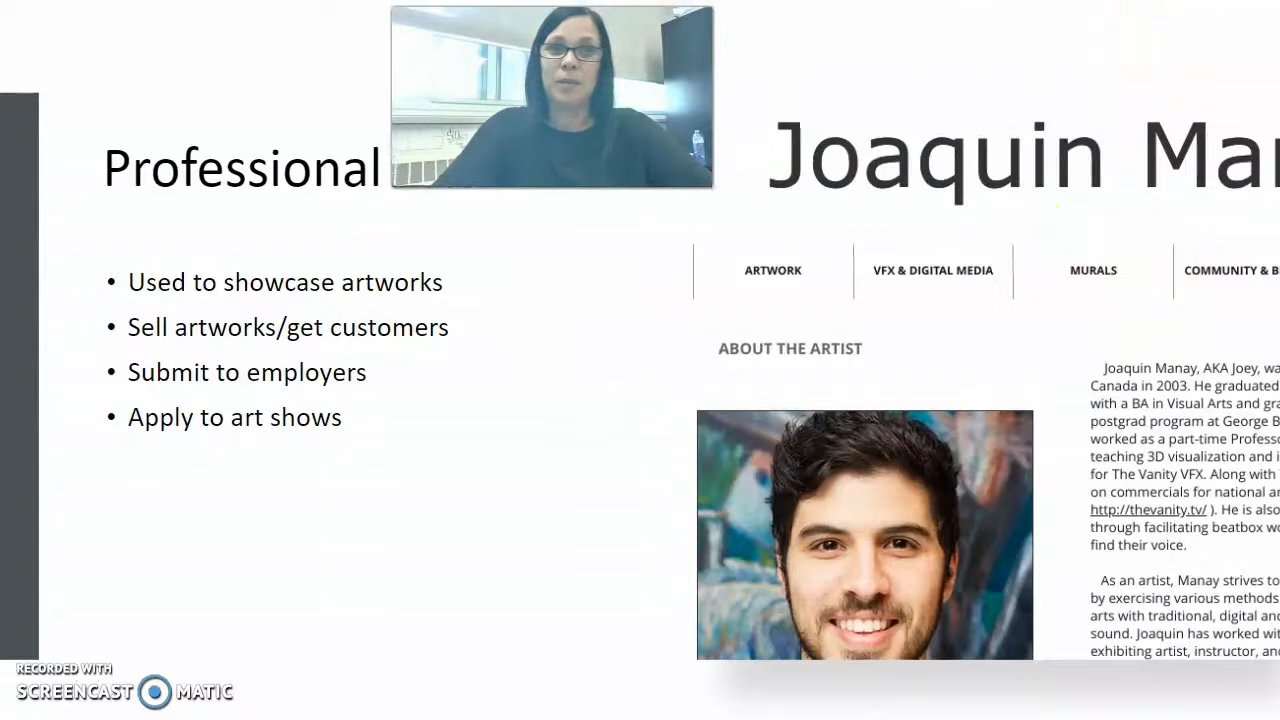 Professional
Joaquin Ma
ARTWORK
VFX & DIGITAL MEDIA
MURALS
COMMUNITY & B
ABOUT THE ARTIST
Joaquin Manay, AKA Joey, wa
Canada in 2003. He graduated
with a BA in Visual Arts and gra
postgrad program at George B
worked as a part-time Profess
teaching 3D visualization and i
for The Vanity VFX. Along with
on commercials for national a
http://thevanity.tv/ ). He is also
through facilitating beatbox wo
find their voice.
As an artist, Manay strives to
by exercising various methods
arts with traditional, digital and
sound. Joaquin has worked wit
exhibiting artist, instructor, an
• Used to showcase artworks
• Sell artworks/get customers
• Submit to employers
• Apply to art shows
RECORDED WITH
SCREENCAST MATIC